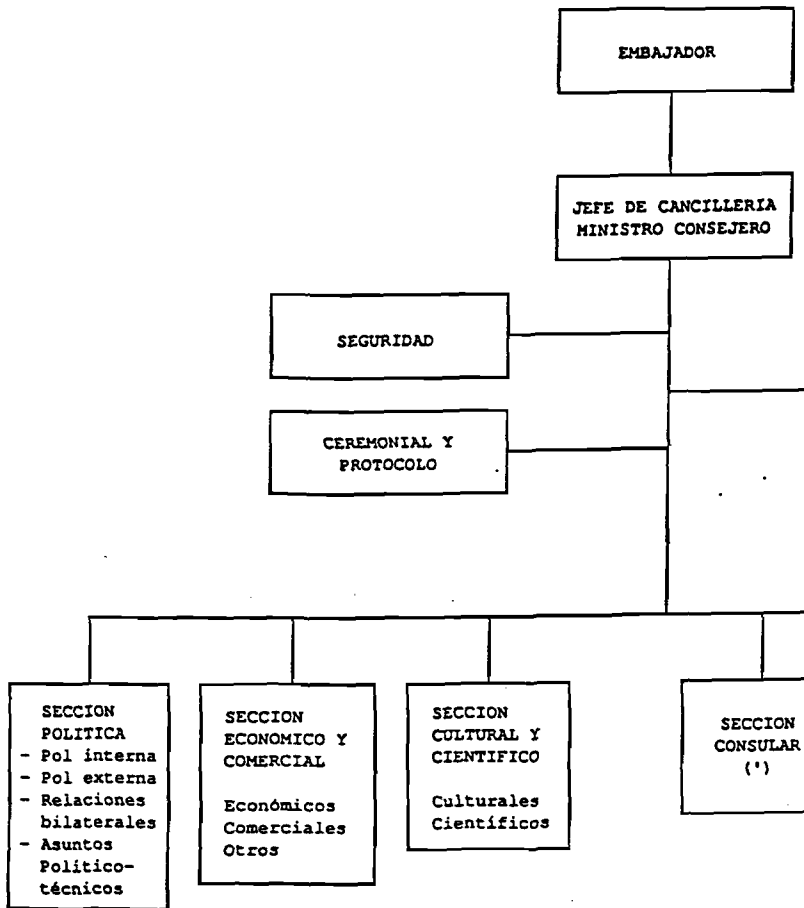 EMBAJADOR
JEFE DE CANCILLERIA
MINISTRO CONSEJERO
SEGURIDAD
CEREMONIAL Y
PROTOCOLO
SECCION
POLITICA
- Pol interna
- Pol externa
- Relaciones
bilaterales
- Asuntos
Politico-
técnicos
SECCION
ECONOMICO Y
COMERCIAL
Económicos
Comerciales
Otros
SECCION
CULTURAL Y
CIENTIFICO
Culturales
Científicos
SECCION
CONSULAR
(')